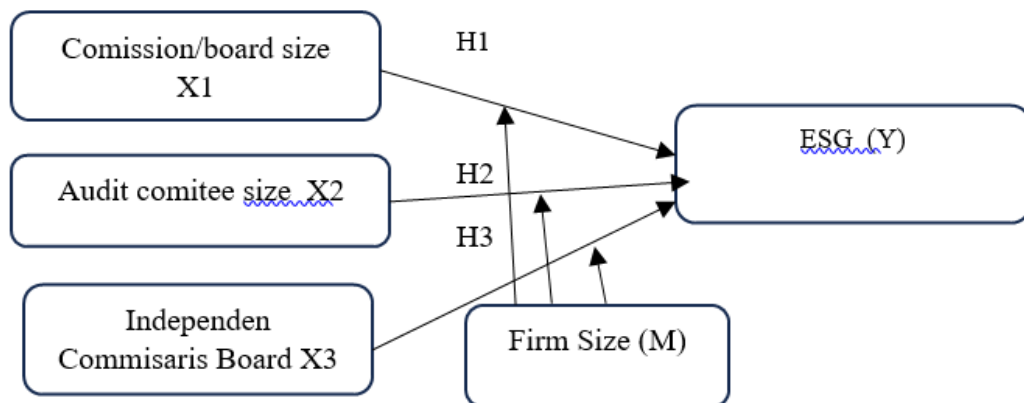 Comission/board size
X1
H1
ESG (Y)
Audit comitee size X2
H2
H3
Independen
Commisaris Board X3
Firm Size (M)